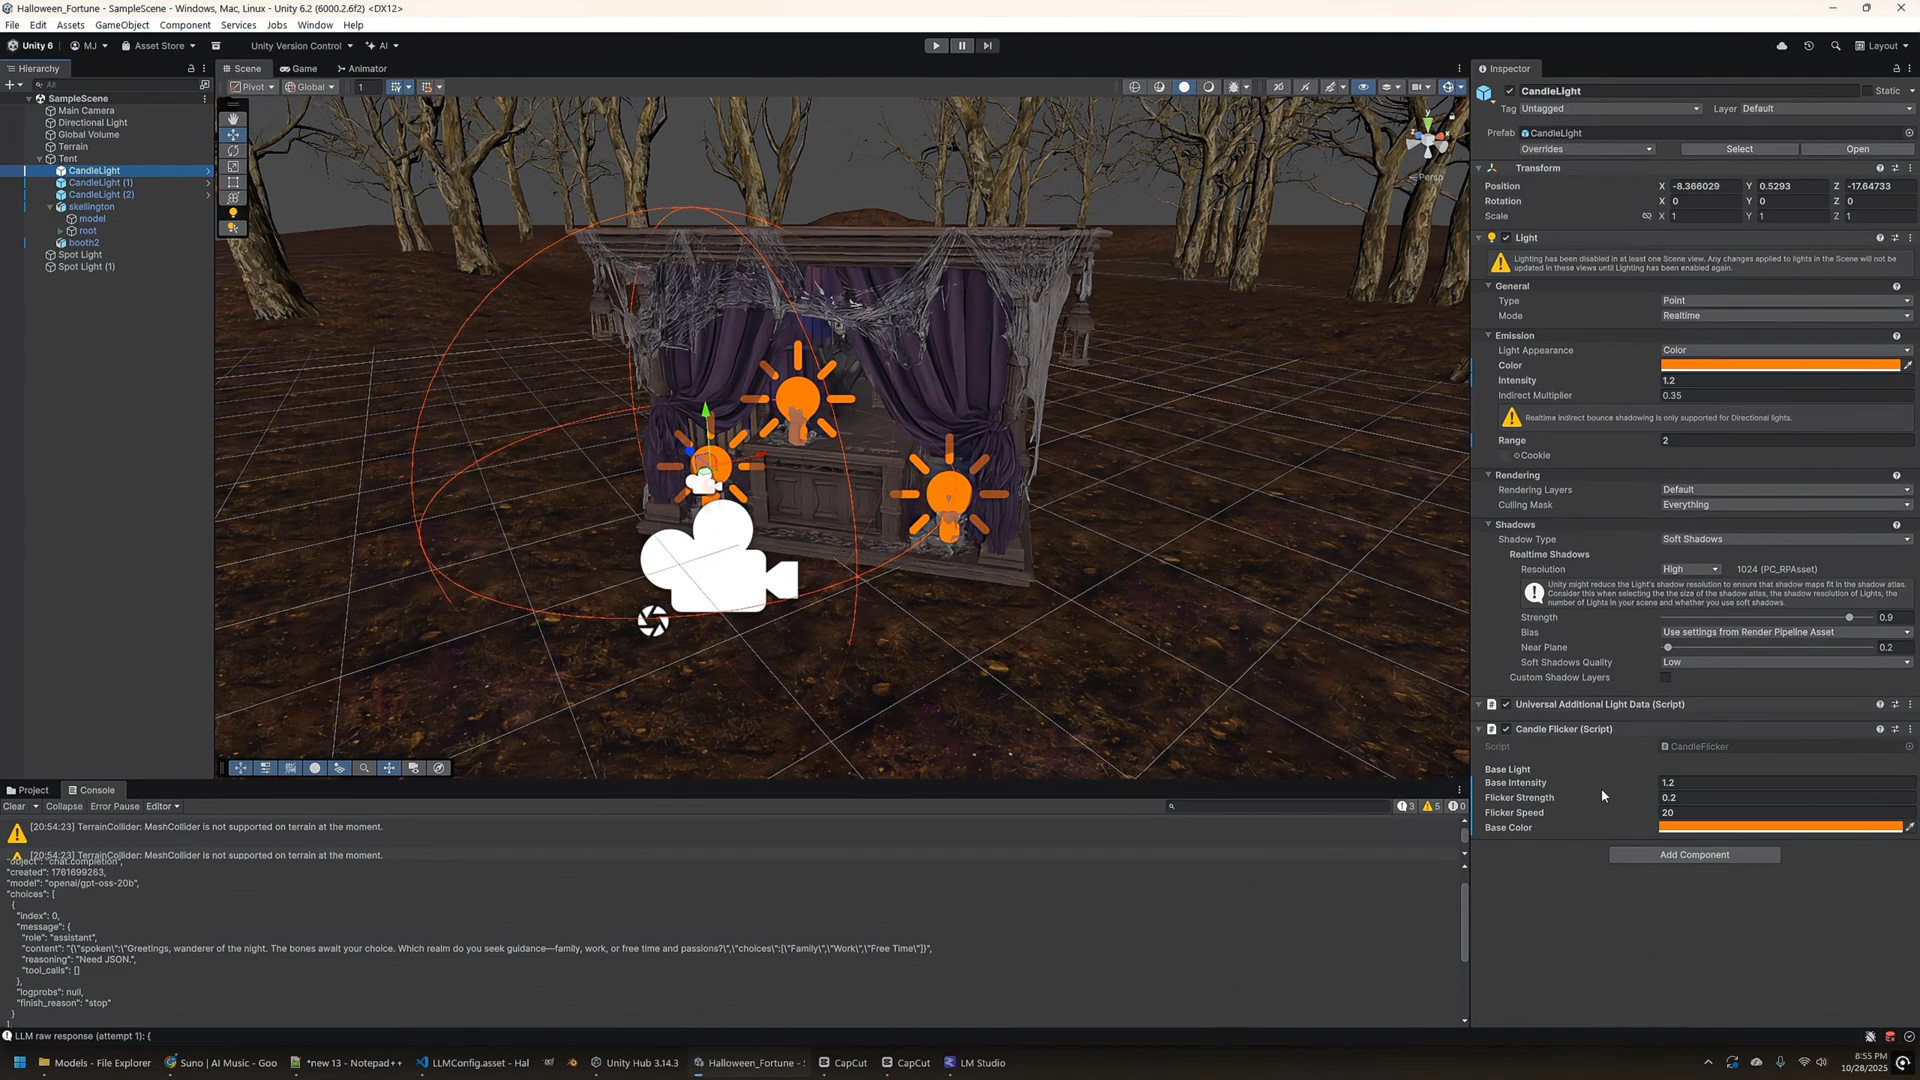 Halloween_Fortune - SampleScene - Windows, Mac, Linux - Unity 6.2 (6000.2.6f2) <DX12>
File Edit Assets GameObject Component Services Jobs Window Help
Unity 6 MJ Asset Store Unity Version Control AI Layout
Hierarchy
All
SampleScene
Main Camera
Directional Light
Global Volume
Terrain
Tent
CandleLight
CandleLight (1)
CandleLight (2)
skellington
model
root
booth2
Spot Light
Spot Light (1)
Scene Game Animator
Pivot Global 1
Persp
Inspector
CandleLight Static
Tag Untagged Layer Default
Prefab CandleLight
Overrides Select Open
Transform
Position X -8.366029 Y 0.5293 Z -17.64733
Rotation X 0 Y 0 Z 0
Scale X 1 Y 1 Z 1
Light
Lighting has been disabled in at least one Scene view. Any changes applied to lights in the Scene will not be
updated in these views until Lighting has been enabled again.
General
Type Point
Mode Realtime
Emission
Light Appearance Color
Color
Intensity 1.2
Indirect Multiplier 0.35
Realtime indirect bounce shadowing is only supported for Directional lights.
Range 2
Cookie
Rendering
Rendering Layers Default
Culling Mask Everything
Shadows
Shadow Type Soft Shadows
Realtime Shadows
Resolution High 1024 (PC_RPAsset)
Unity might reduce the Light's shadow resolution to ensure that shadow maps fit in the shadow atlas.
Consider this when selecting the the size of the shadow atlas, the shadow resolution of Lights, the
number of Lights in your scene and whether you use soft shadows.
Strength 0.9
Bias Use settings from Render Pipeline Asset
Near Plane 0.2
Soft Shadows Quality Low
Custom Shadow Layers
Universal Additional Light Data (Script)
Candle Flicker (Script)
Script CandleFlicker
Base Light
Base Intensity 1.2
Flicker Strength 0.2
Flicker Speed 20
Base Color
Add Component
Project Console
Clear Collapse Error Pause Editor 3 5 0
[20:54:23] TerrainCollider: MeshCollider is not supported on terrain at the moment.
[20:54:23] TerrainCollider: MeshCollider is not supported on terrain at the moment.
"object": "chat.completion",
"created": 1761699263,
"model": "openai/gpt-oss-20b",
"choices": [
{
"index": 0,
"message": {
"role": "assistant",
"content": "{\"spoken\":\"Greetings, wanderer of the night. The bones await your choice. Which realm do you seek guidance—family, work, or free time and passions?\",\"choices\":[\"Family\",\"Work\",\"Free Time\"]}",
"reasoning": "Need JSON.",
"tool_calls": []
},
"logprobs": null,
"finish_reason": "stop"
}
],
LLM raw response (attempt 1): {
Models - File Explorer Suno | AI Music - Goo *new 13 - Notepad++ LLMConfig.asset - Hal Unity Hub 3.14.3 Halloween_Fortune - CapCut CapCut LM Studio
8:55 PM
10/28/2025